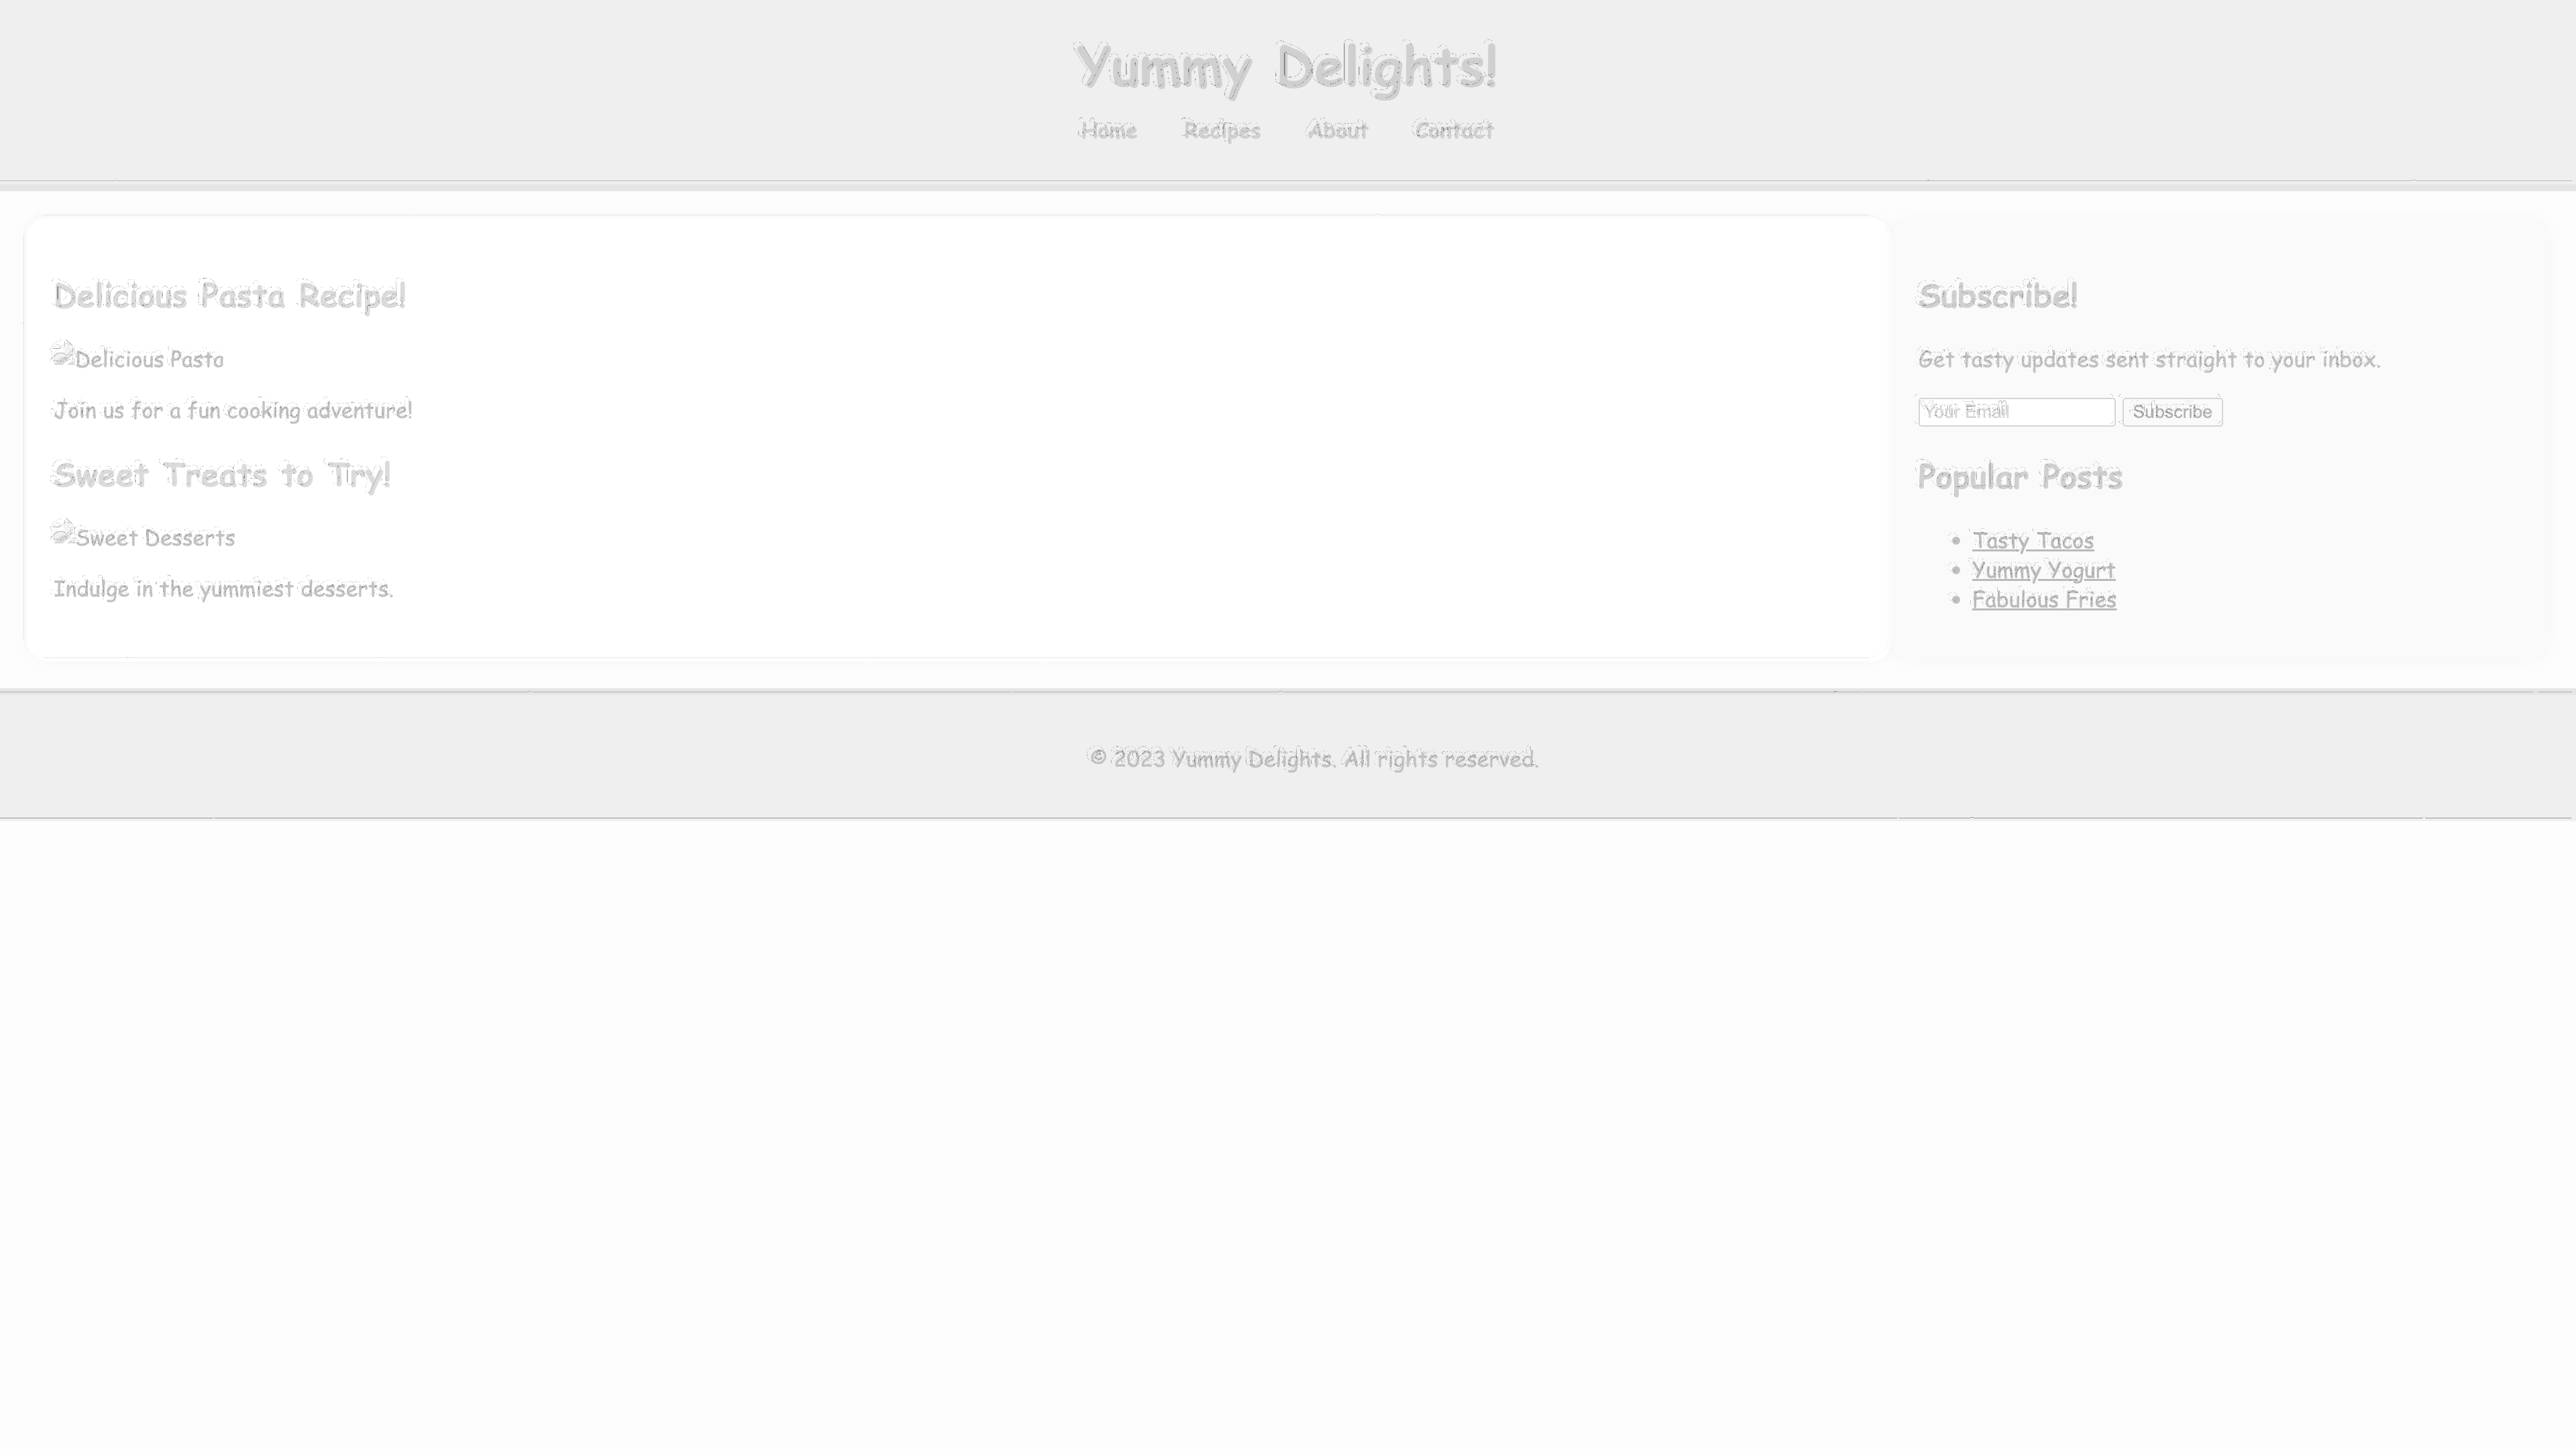 Yummy Delights!
Home Recipes About Contact
Delicious Pasta Recipe!
Delicious Pasta
Join us for a fun cooking adventure!
Sweet Treats to Try!
Sweet Desserts
Indulge in the yummiest desserts.
Subscribe!
Get tasty updates sent straight to your inbox.
Your Email Subscribe
Popular Posts
• Tasty Tacos
• Yummy Yogurt
• Fabulous Fries
© 2023 Yummy Delights. All rights reserved.